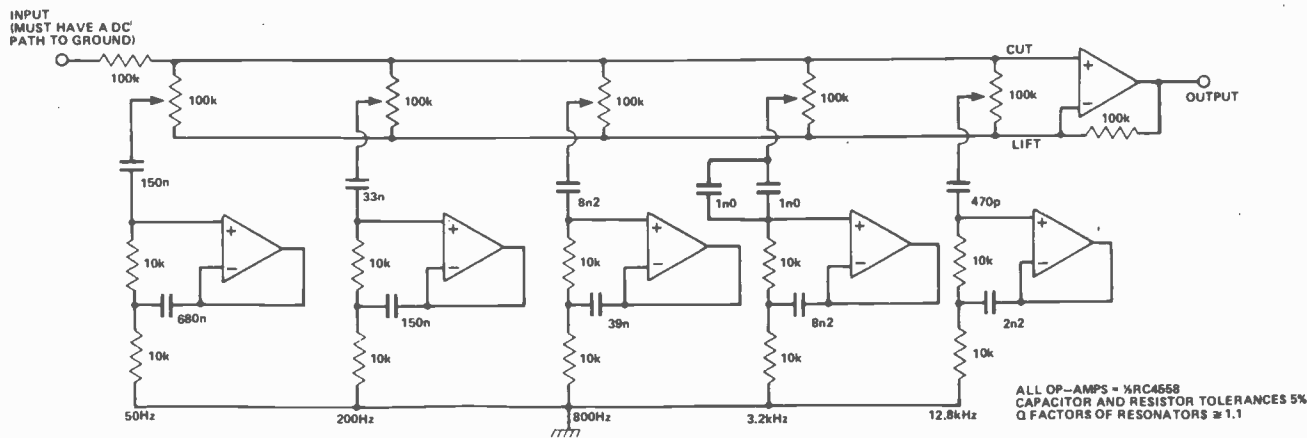 INPUT
(MUST HAVE A DC
PATH TO GROUND)
100k
CUT
+
−
OUTPUT
100k
100k
100k
100k
100k
100k
LIFT
150n
33n
8n2
1n0
1n0
470p
+
−
+
−
+
−
+
−
+
−
10k
10k
10k
10k
10k
680n
150n
39n
8n2
2n2
10k
10k
10k
10k
10k
50Hz
200Hz
800Hz
3.2kHz
12.8kHz
ALL OP-AMPS = ½RC4558
CAPACITOR AND RESISTOR TOLERANCES 5%
Q FACTORS OF RESONATORS ≅ 1.1